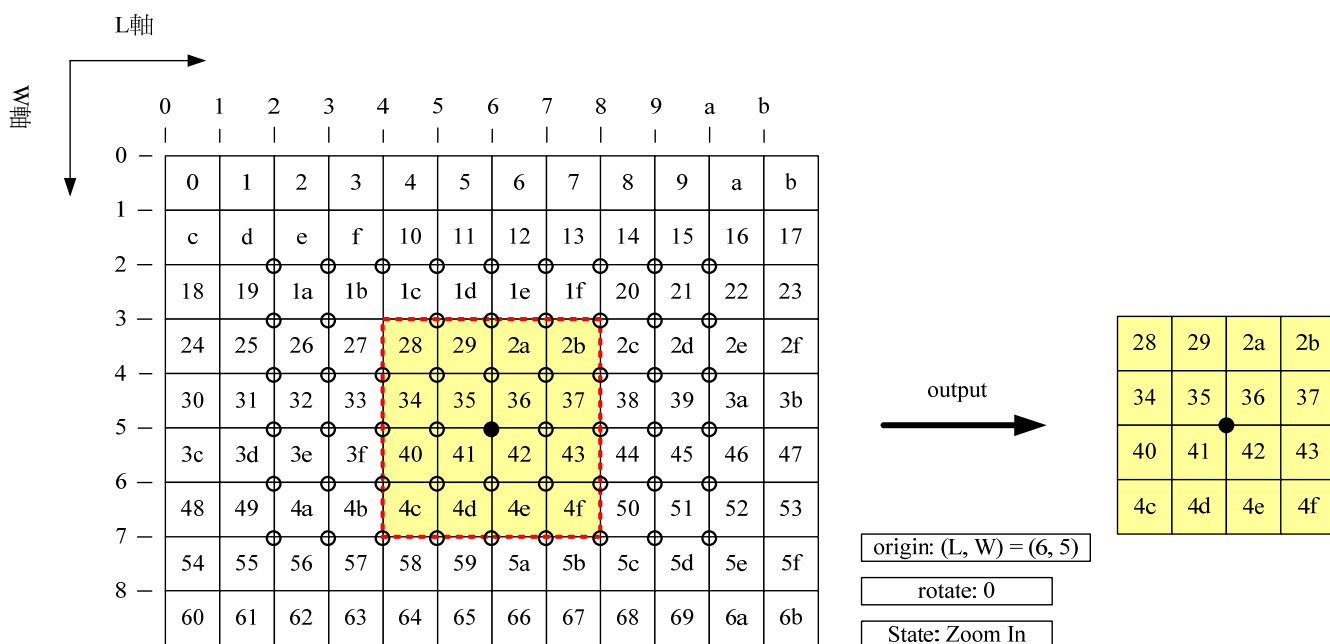 L軸
W軸
0 1 2 3 4 5 6 7 8 9 a b
0
0 1 2 3 4 5 6 7 8 9 a b
1
c d e f 10 11 12 13 14 15 16 17
2
18 19 1a 1b 1c 1d 1e 1f 20 21 22 23
3
24 25 26 27 28 29 2a 2b 2c 2d 2e 2f
4
30 31 32 33 34 35 36 37 38 39 3a 3b
5
3c 3d 3e 3f 40 41 42 43 44 45 46 47
6
48 49 4a 4b 4c 4d 4e 4f 50 51 52 53
7
54 55 56 57 58 59 5a 5b 5c 5d 5e 5f
8
60 61 62 63 64 65 66 67 68 69 6a 6b
output
28 29 2a 2b
34 35 36 37
40 41 42 43
4c 4d 4e 4f
origin: (L, W) = (6, 5)
rotate: 0
State: Zoom In